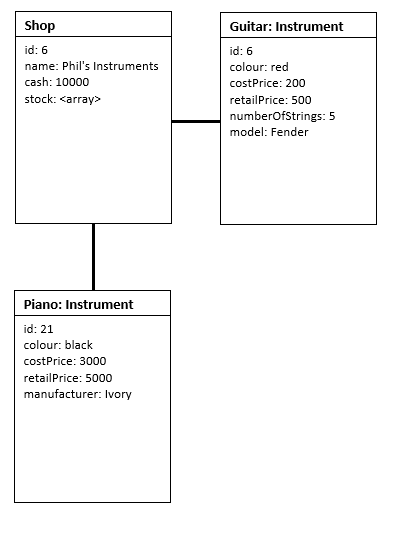 Shop
id: 6
name: Phil's Instruments
cash: 10000
stock: <array>
Guitar: Instrument
id: 6
colour: red
costPrice: 200
retailPrice: 500
numberOfStrings: 5
model: Fender
Piano: Instrument
id: 21
colour: black
costPrice: 3000
retailPrice: 5000
manufacturer: Ivory